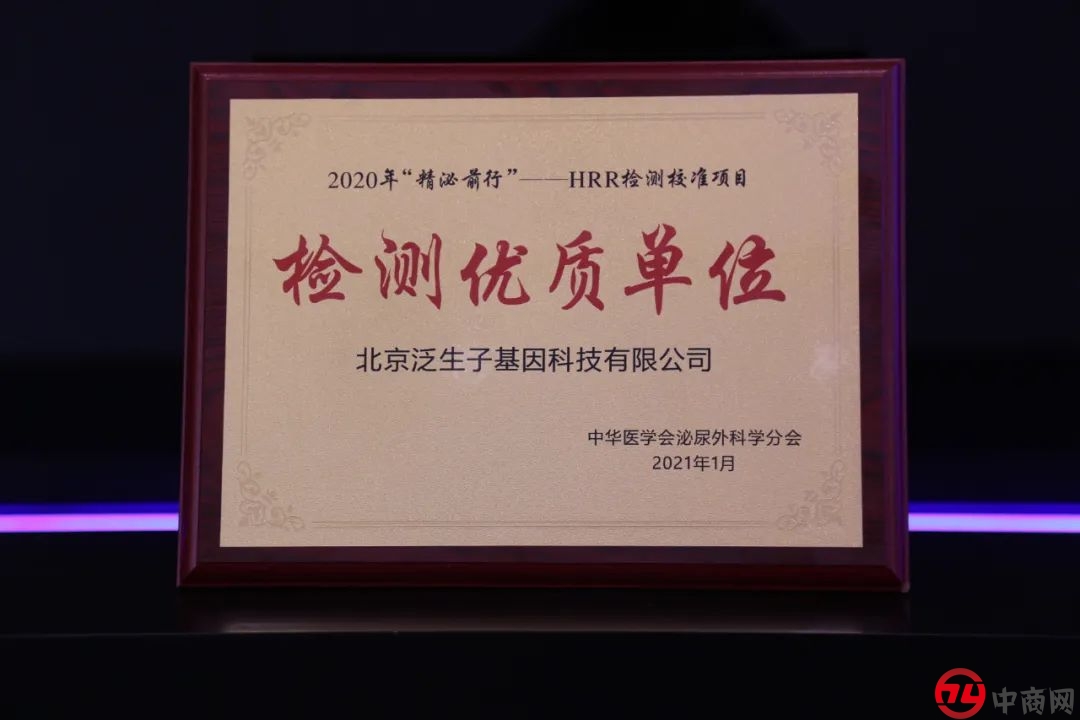 2020年“精泌前行”——HRR检测校准项目
检测优质单位
北京泛生子基因科技有限公司
中华医学会泌尿外科学分会
2021年1月
中商网